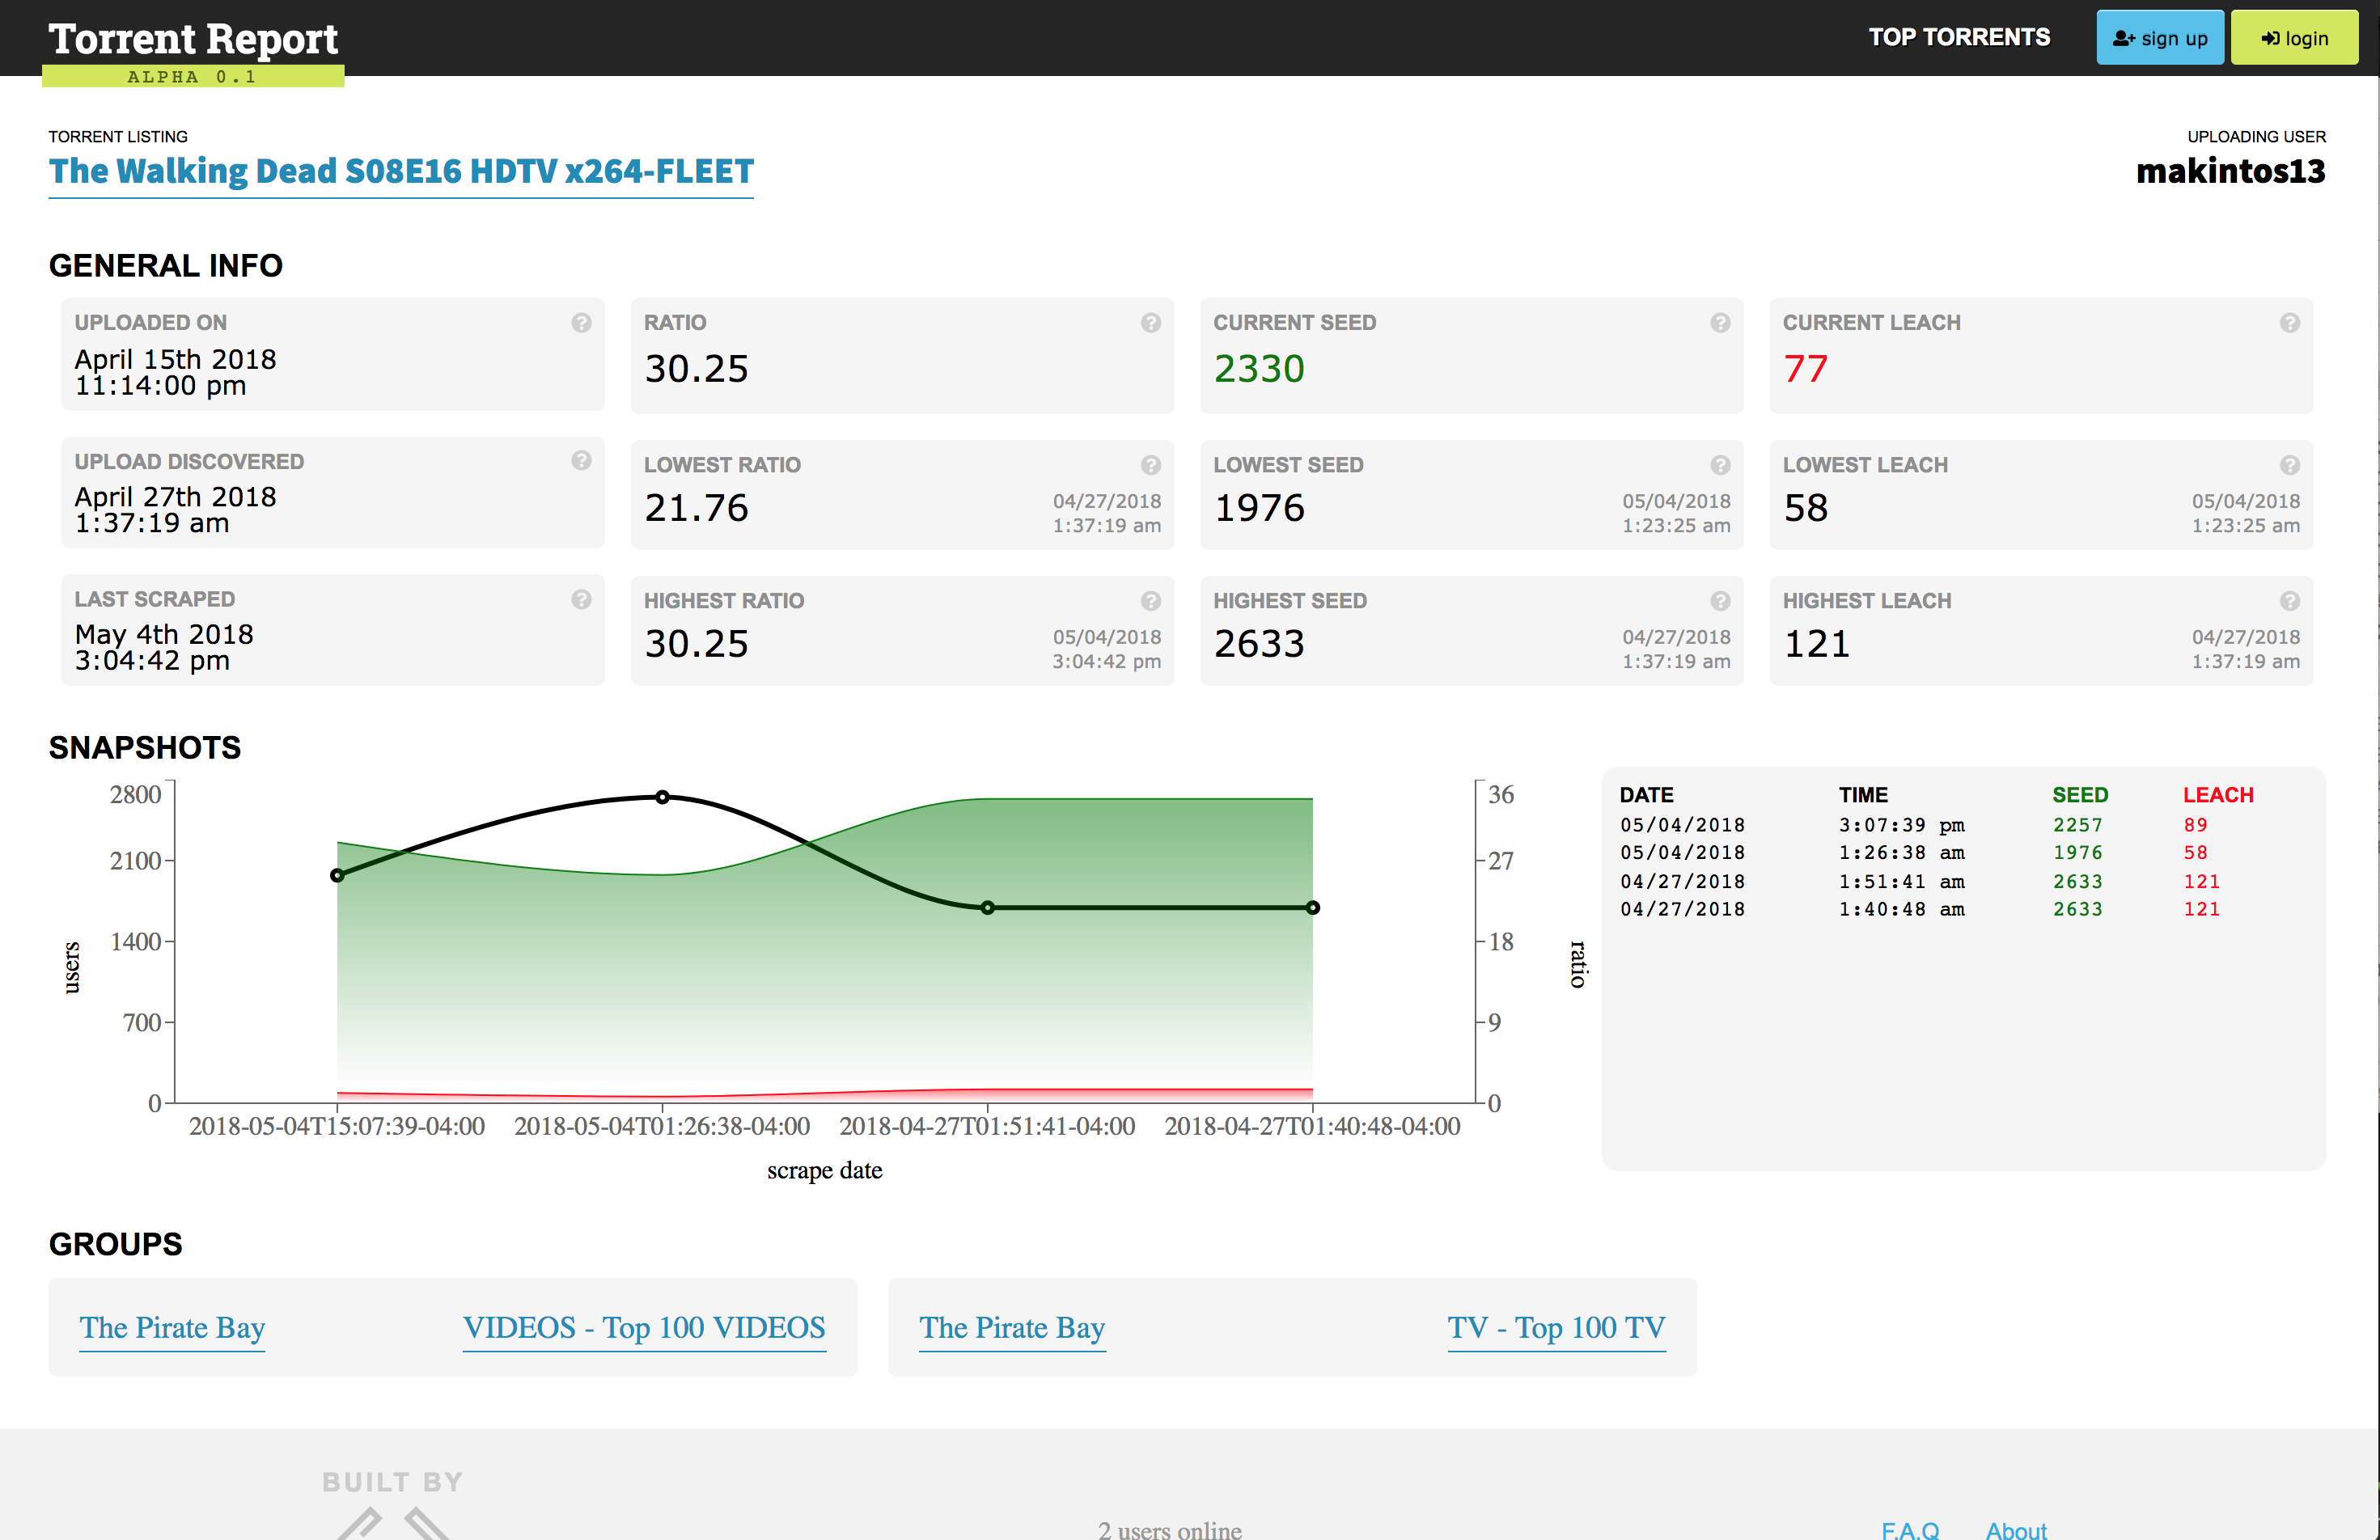 Torrent Report
ALPHA 0.1
TOP TORRENTS
sign up
login
TORRENT LISTING
The Walking Dead S08E16 HDTV x264-FLEET
UPLOADING USER
makintos13
GENERAL INFO
UPLOADED ON
April 15th 2018
11:14:00 pm
RATIO
30.25
CURRENT SEED
2330
CURRENT LEACH
77
UPLOAD DISCOVERED
April 27th 2018
1:37:19 am
LOWEST RATIO
21.76
04/27/2018
1:37:19 am
LOWEST SEED
1976
05/04/2018
1:23:25 am
LOWEST LEACH
58
05/04/2018
1:23:25 am
LAST SCRAPED
May 4th 2018
3:04:42 pm
HIGHEST RATIO
30.25
05/04/2018
3:04:42 pm
HIGHEST SEED
2633
04/27/2018
1:37:19 am
HIGHEST LEACH
121
04/27/2018
1:37:19 am
SNAPSHOTS
2800
2100
1400
700
0
users
36
27
18
9
0
ratio
2018-05-04T15:07:39-04:00
2018-05-04T01:26:38-04:00
2018-04-27T01:51:41-04:00
2018-04-27T01:40:48-04:00
scrape date
DATE TIME SEED LEACH
05/04/2018 3:07:39 pm 2257 89
05/04/2018 1:26:38 am 1976 58
04/27/2018 1:51:41 am 2633 121
04/27/2018 1:40:48 am 2633 121
GROUPS
The Pirate Bay VIDEOS - Top 100 VIDEOS
The Pirate Bay TV - Top 100 TV
BUILT BY
2 users online
F.A.Q
About